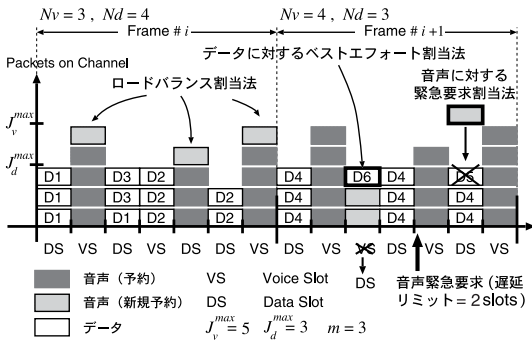 Nv = 3 , Nd = 4
Nv = 4 , Nd = 3
Frame # i
Frame # i+1
データに対するベストエフォート割当法
Packets on Channel
ロードバランス割当法
音声に対する
緊急要求割当法
J_v^max
J_d^max
D1 D3 D2 D4 D6 D4 D5
D1 D3 D2 D2 D4 D4 D4
D1 D1 D2 D2 D4 D4 D4
DS VS DS DS VS DS VS DS VS VS DS VS DS VS
DS
音声（予約） VS Voice Slot
音声（新規予約） DS Data Slot
データ J_v^max = 5 J_d^max = 3 m = 3
音声緊急要求（遅延
リミット = 2 slots）